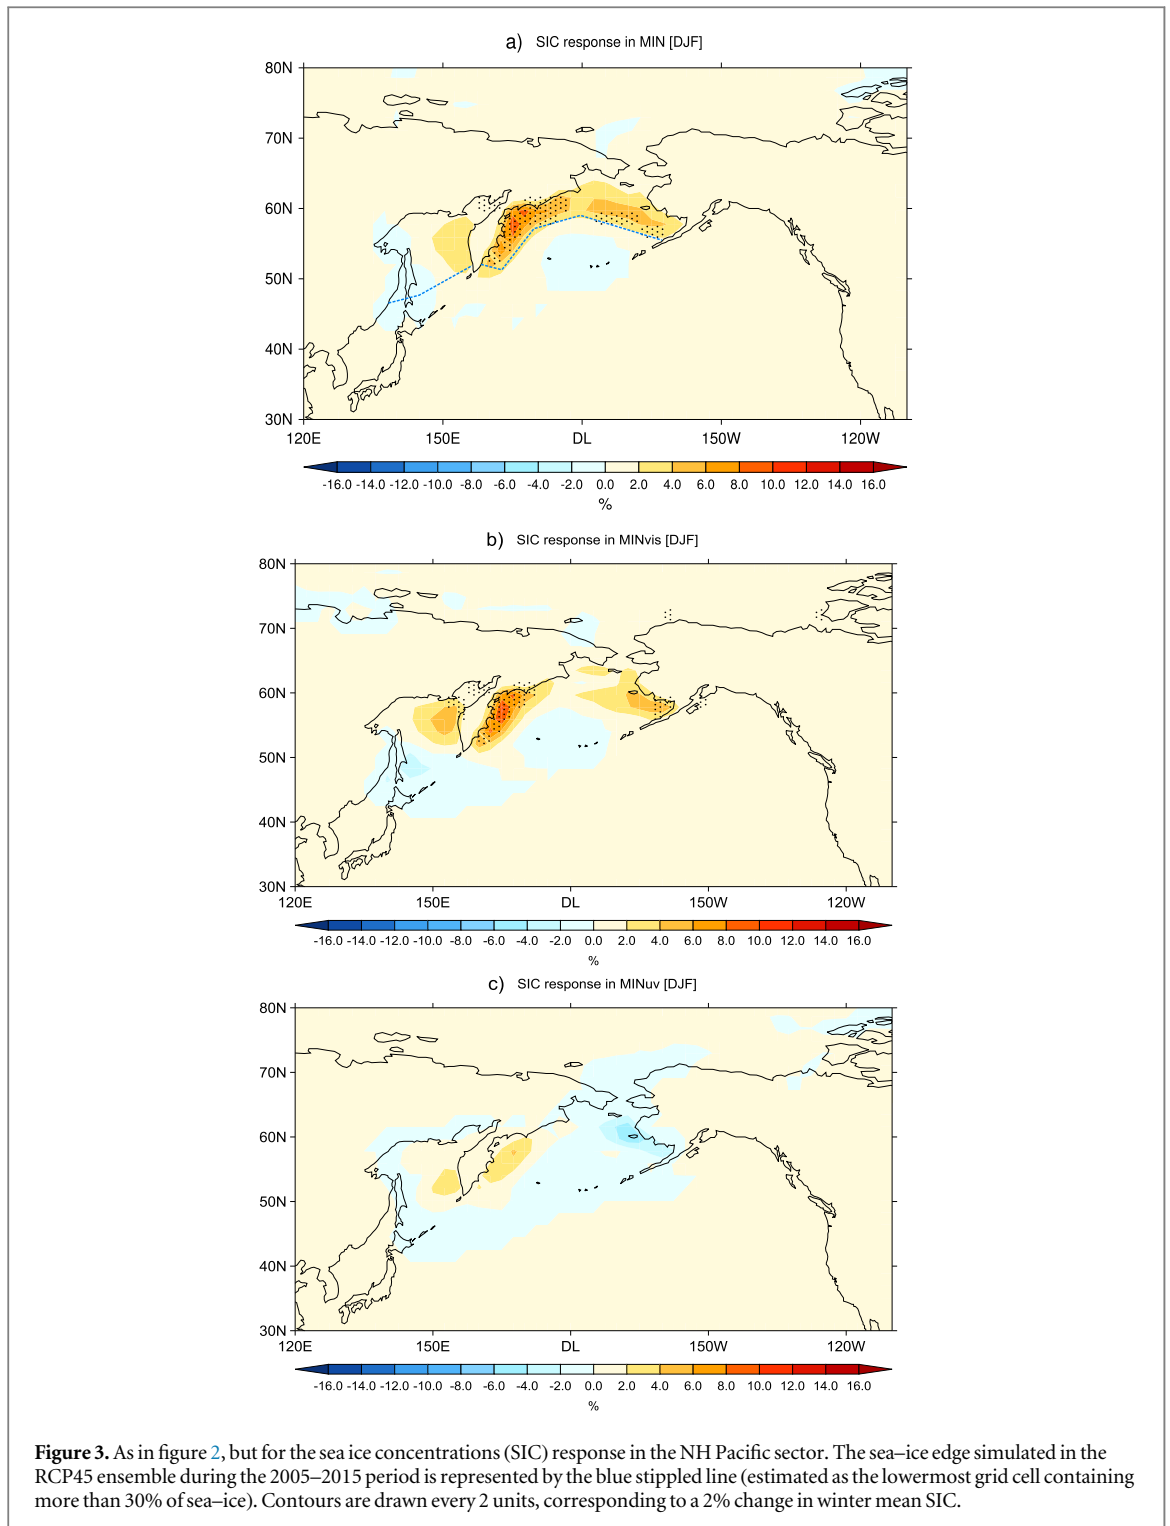 a) SIC response in MIN [DJF]
80N
70N
60N
50N
40N
30N
120E 150E DL 150W 120W
-16.0 -14.0 -12.0 -10.0 -8.0 -6.0 -4.0 -2.0 0.0 2.0 4.0 6.0 8.0 10.0 12.0 14.0 16.0
%
b) SIC response in MINvis [DJF]
80N
70N
60N
50N
40N
30N
120E 150E DL 150W 120W
-16.0 -14.0 -12.0 -10.0 -8.0 -6.0 -4.0 -2.0 0.0 2.0 4.0 6.0 8.0 10.0 12.0 14.0 16.0
%
c) SIC response in MINuv [DJF]
80N
70N
60N
50N
40N
30N
120E 150E DL 150W 120W
-16.0 -14.0 -12.0 -10.0 -8.0 -6.0 -4.0 -2.0 0.0 2.0 4.0 6.0 8.0 10.0 12.0 14.0 16.0
%
Figure 3. As in figure 2, but for the sea ice concentrations (SIC) response in the NH Pacific sector. The sea–ice edge simulated in the
RCP45 ensemble during the 2005–2015 period is represented by the blue stippled line (estimated as the lowermost grid cell containing
more than 30% of sea–ice). Contours are drawn every 2 units, corresponding to a 2% change in winter mean SIC.